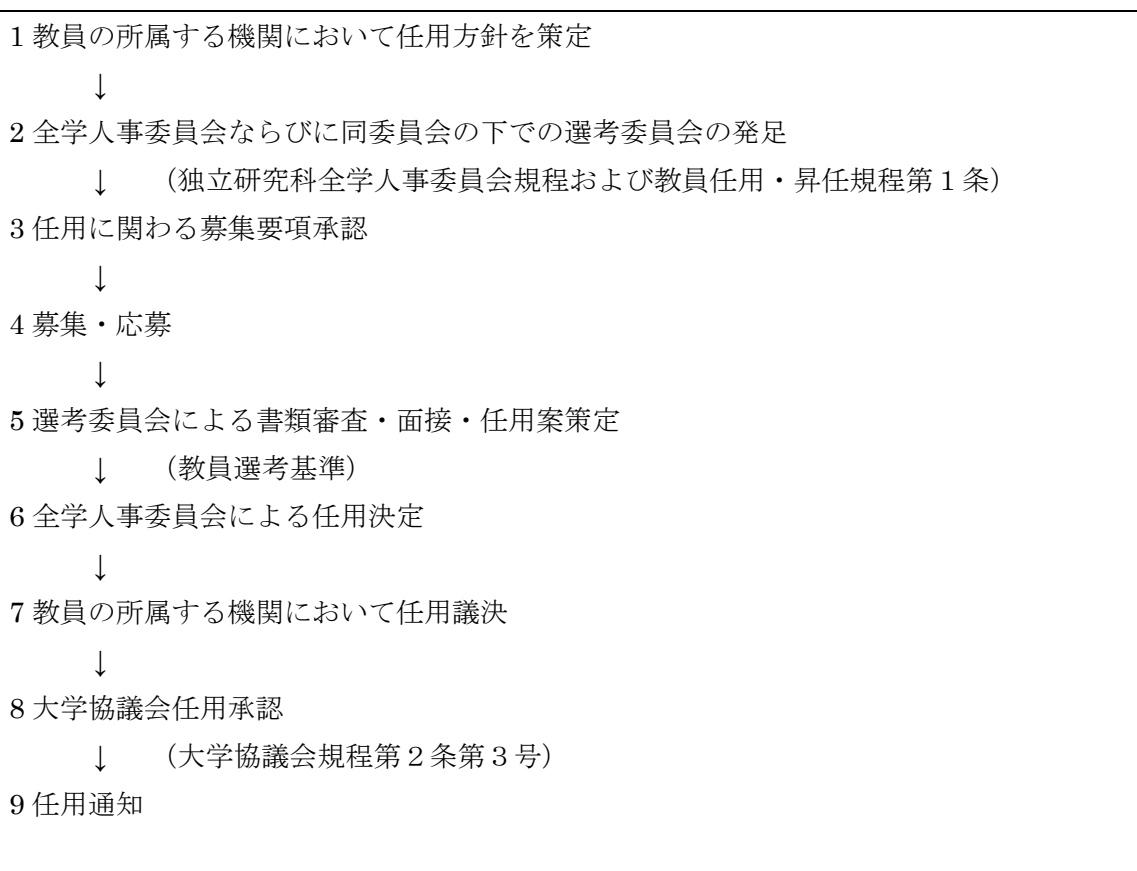 1 教員の所属する機関において任用方針を策定
↓
2 全学人事委員会ならびに同委員会の下での選考委員会の発足
↓ （独立研究科全学人事委員会規程および教員任用・昇任規程第１条）
3 任用に関わる募集要項承認
↓
4 募集・応募
↓
5 選考委員会による書類審査・面接・任用案策定
↓ （教員選考基準）
6 全学人事委員会による任用決定
↓
7 教員の所属する機関において任用議決
↓
8 大学協議会任用承認
↓ （大学協議会規程第２条第３号）
9 任用通知